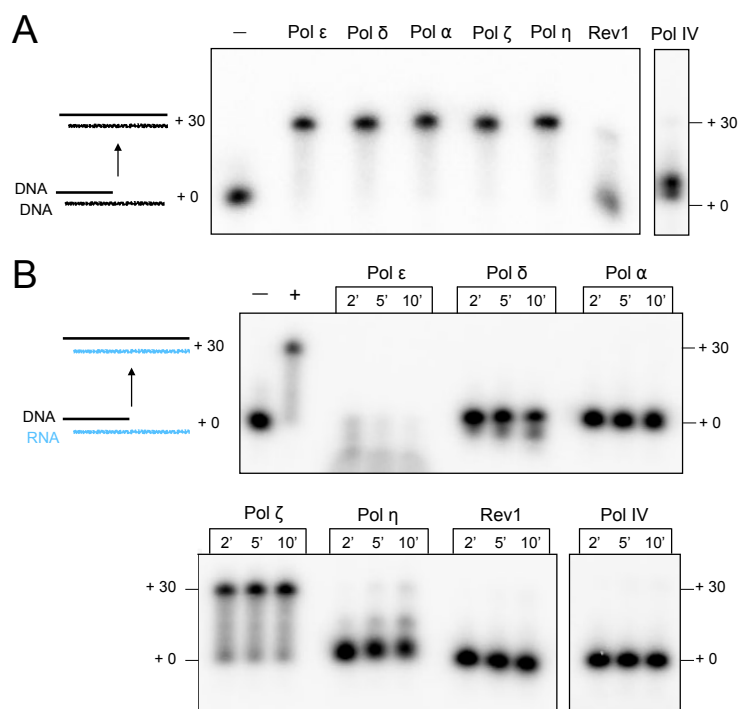 A
— Pol ε Pol δ Pol α Pol ζ Pol η Rev1 Pol IV
+ 30
+ 30
DNA
DNA
+ 0
+ 0
B
— + Pol ε Pol δ Pol α
2' 5' 10' 2' 5' 10' 2' 5' 10'
+ 30
+ 30
DNA
RNA
+ 0
+ 0
Pol ζ Pol η Rev1 Pol IV
2' 5' 10' 2' 5' 10' 2' 5' 10' 2' 5' 10'
+ 30
+ 30
+ 0
+ 0